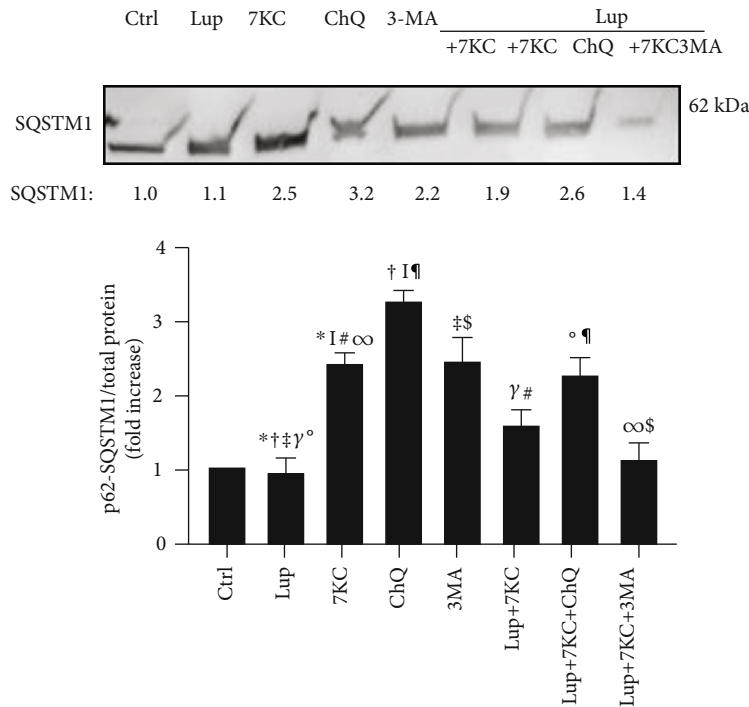 Ctrl Lup 7KC ChQ 3-MA Lup
+7KC +7KC ChQ +7KC3MA
SQSTM1 62 kDa
SQSTM1: 1.0 1.1 2.5 3.2 2.2 1.9 2.6 1.4
p62-SQSTM1/total protein
(fold increase)
4
3
2
1
0
*†‡γ°
*I#∞
†I¶
‡$
γ#
°¶
∞$
Ctrl
Lup
7KC
ChQ
3MA
Lup+7KC
Lup+7KC+ChQ
Lup+7KC+3MA